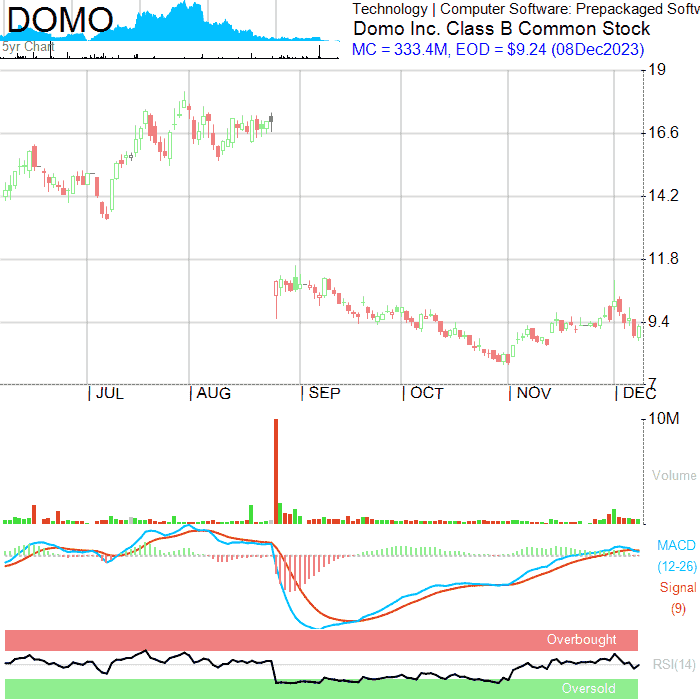 DOMO
5yr Chart
Technology | Computer Software: Prepackaged Softw
Domo Inc. Class B Common Stock
MC = 333.4M, EOD = $9.24 (08Dec2023)
19
16.6
14.2
11.8
9.4
7
JUL AUG SEP OCT NOV DEC
10M
Volume
MACD
(12-26)
Signal
(9)
Overbought
RSI(14)
Oversold